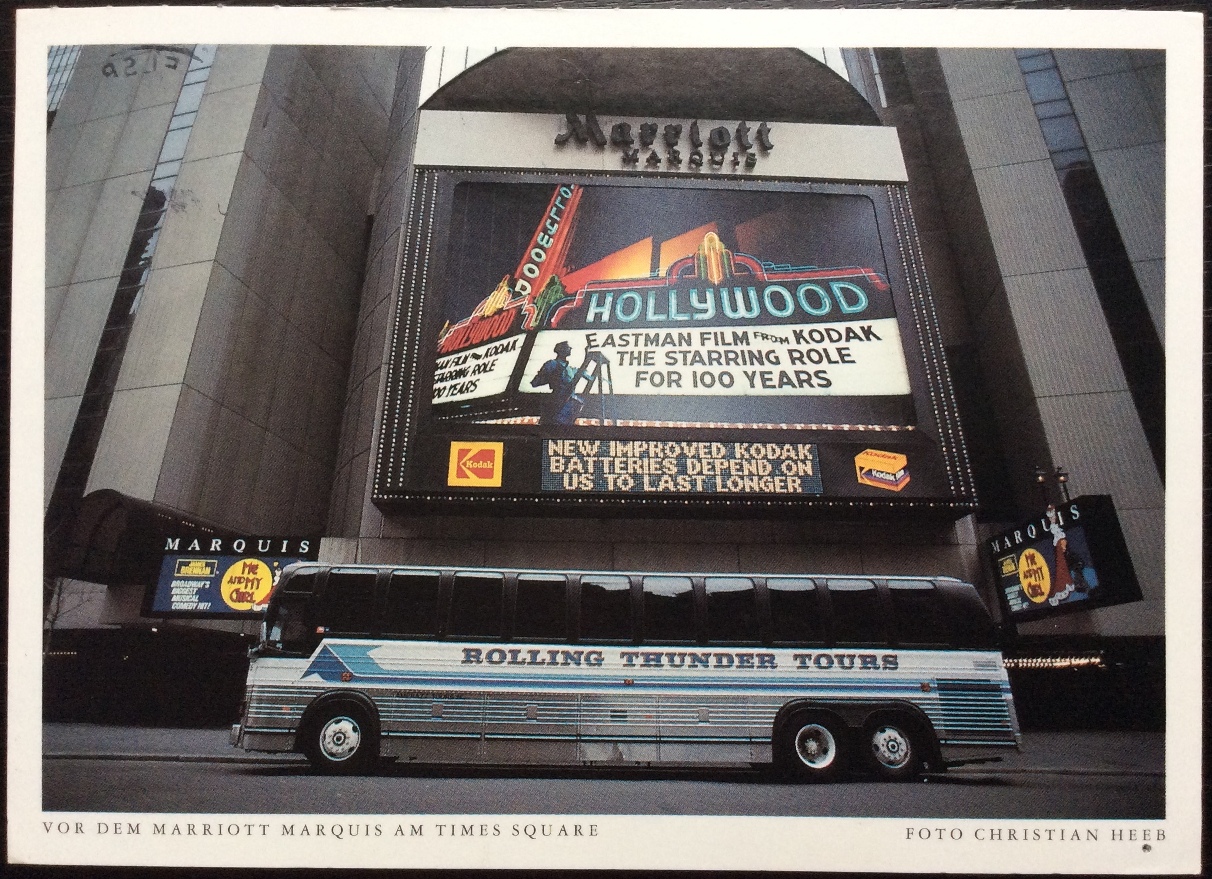 Marriott
MARQUIS
HOLLYWOOD
HOLLYWOOD
HOLLYWOOD
EASTMAN FILM FROM KODAK
THE STARRING ROLE
FOR 100 YEARS
FILM FROM KODAK
STARRING ROLE
100 YEARS
Kodak
NEW IMPROVED KODAK
BATTERIES DEPEND ON
US TO LAST LONGER
Kodak
Kodak
MARQUIS
BROADWAY'S
BIGGEST
MUSICAL
COMEDY HIT!
ME
AND MY
GIRL
MARQUIS
ME
AND MY
GIRL
ROLLING THUNDER TOURS
VOR DEM MARRIOTT MARQUIS AM TIMES SQUARE
FOTO CHRISTIAN HEEB